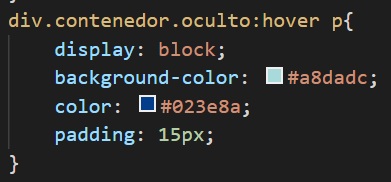 div.contenedor.oculto:hover p{
display: block;
background-color: #a8dadc;
color: #023e8a;
padding: 15px;
}